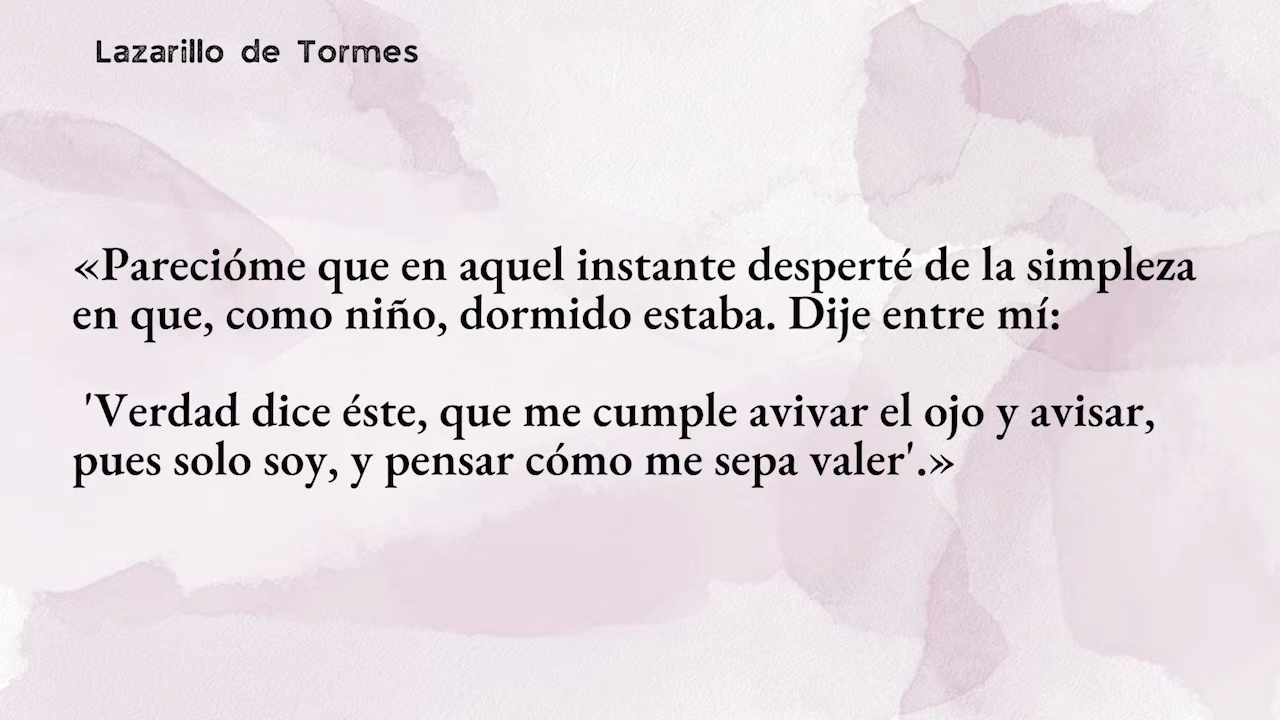 Lazarillo de Tormes
«Parecióme que en aquel instante desperté de la simpleza
en que, como niño, dormido estaba. Dije entre mí:
'Verdad dice éste, que me cumple avivar el ojo y avisar,
pues solo soy, y pensar cómo me sepa valer'.»